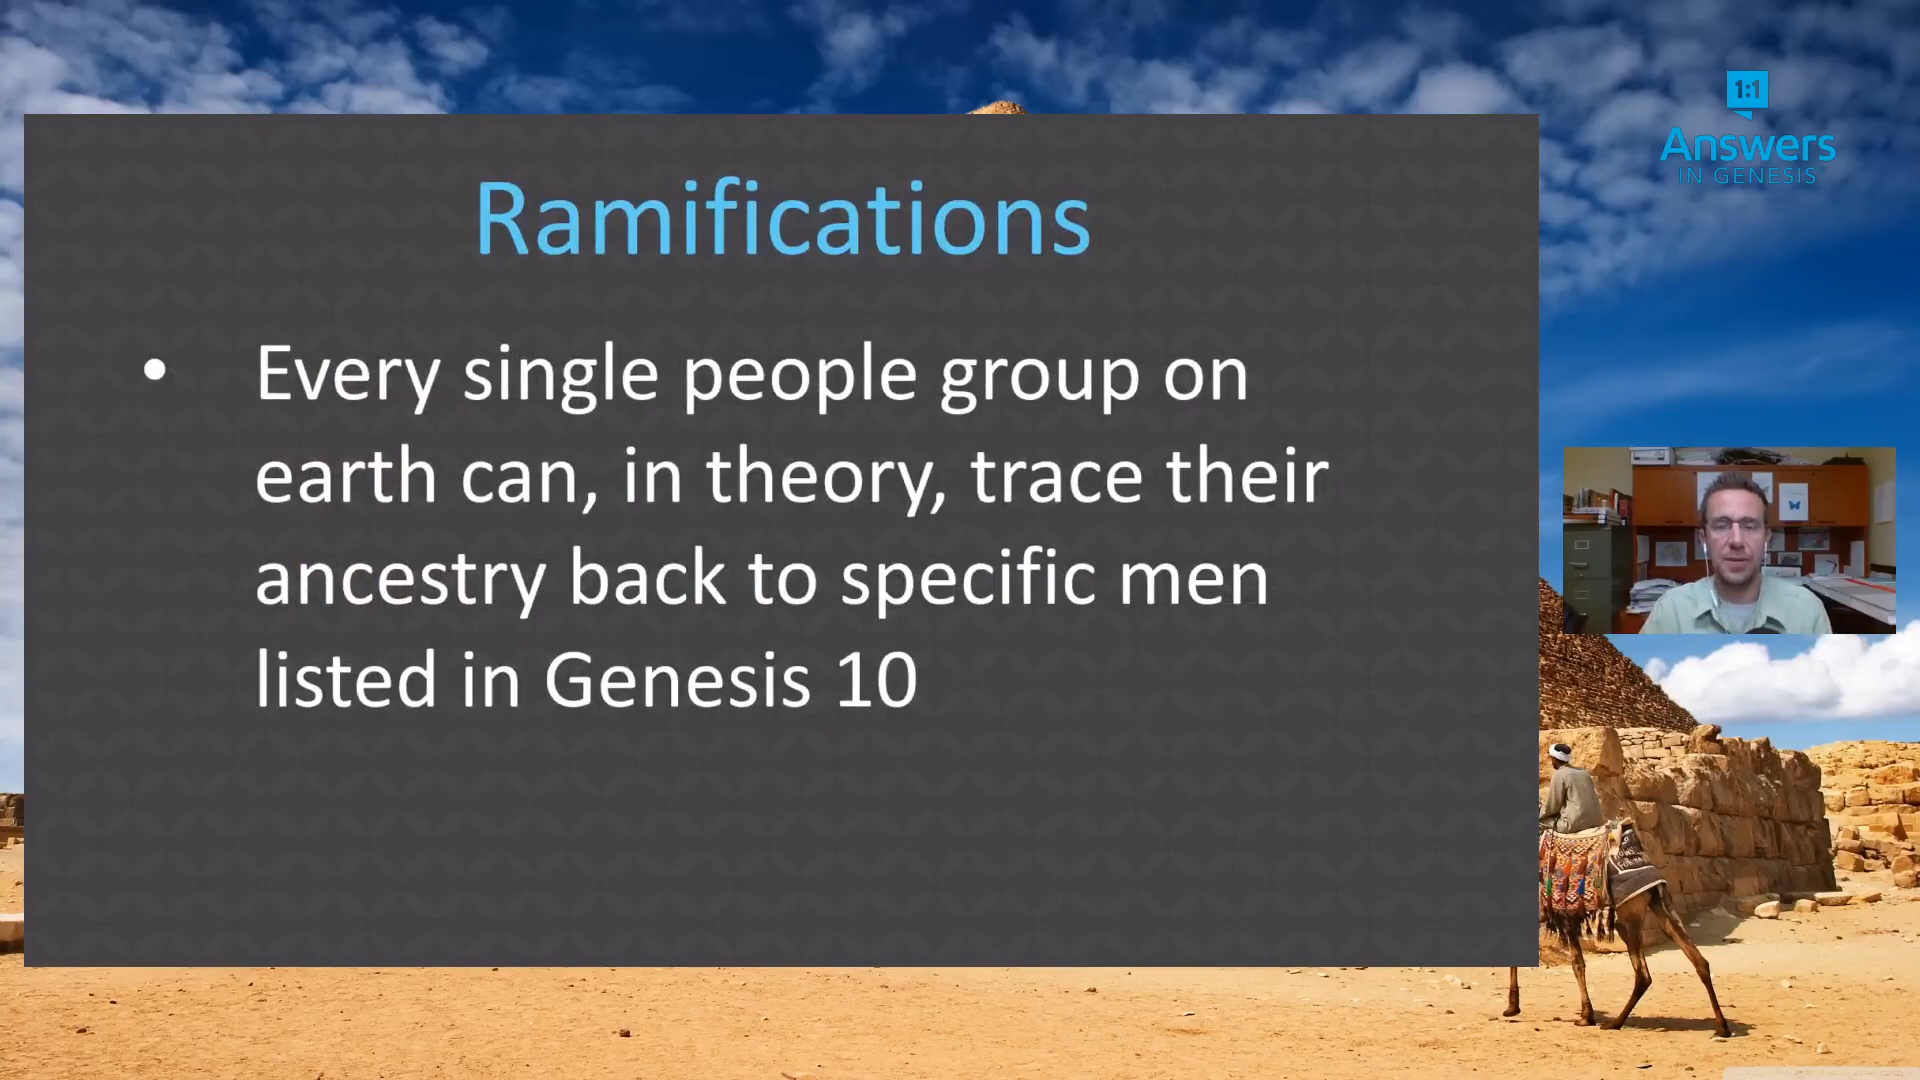 Ramifications
• Every single people group on
earth can, in theory, trace their
ancestry back to specific men
listed in Genesis 10
1:1
Answers
IN GENESIS